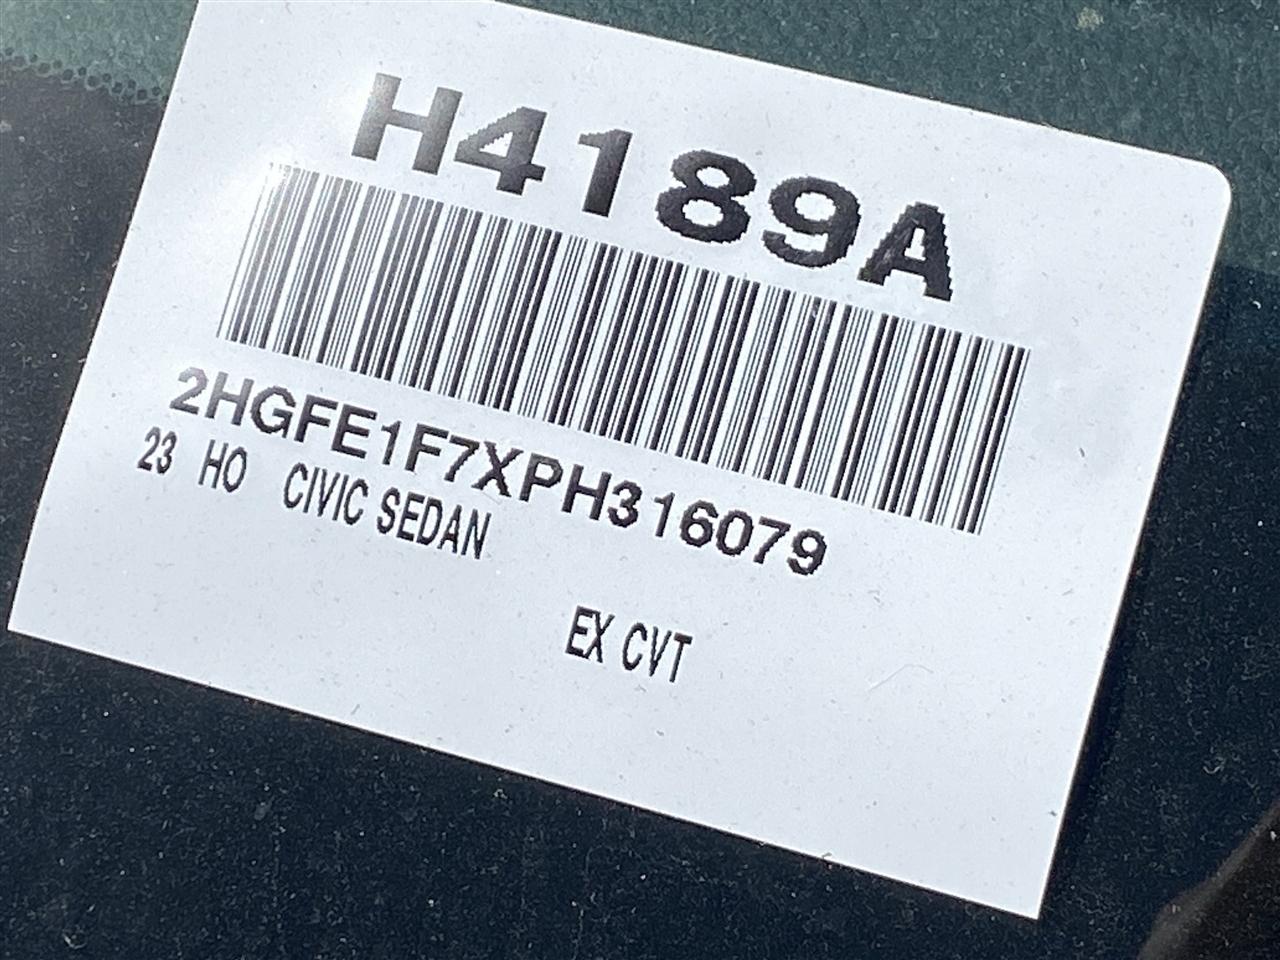 H4189A
2HGFE1F7XPH316079
23 HO CIVIC SEDAN
EX CVT